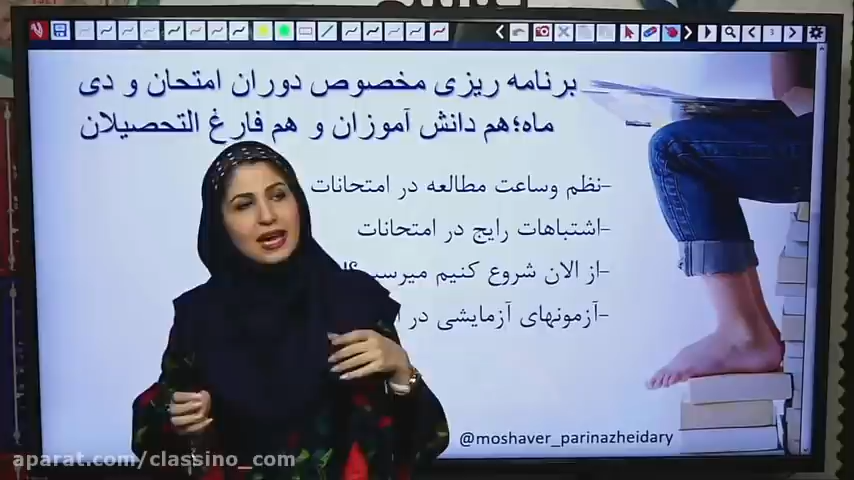 برنامه ریزی مخصوص دوران امتحان و دی
ماه؛هم دانش آموزان و هم فارغ التحصیلان
-نظم وساعت مطالعه در امتحانات
-اشتباهات رایج در امتحانات
-از الان شروع کنیم
-آزمونهای آزمایشی در
@moshaver_parinazheidary
aparat.com/classino_com